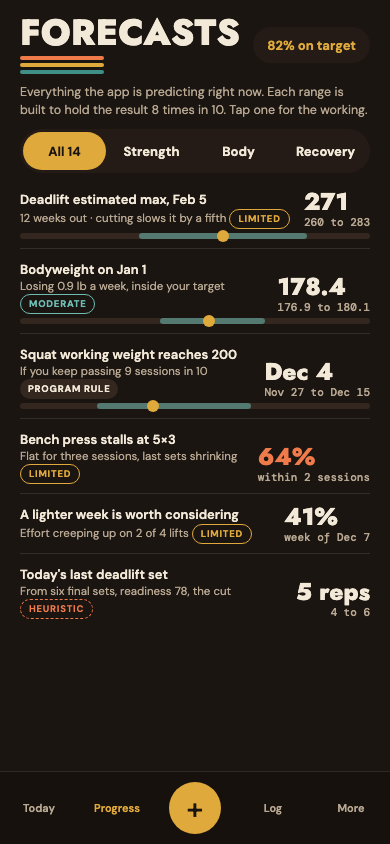 FORECASTS
82% on target
Everything the app is predicting right now. Each range is
built to hold the result 8 times in 10. Tap one for the working.
All 14
Strength
Body
Recovery
Deadlift estimated max, Feb 5
271
12 weeks out · cutting slows it by a fifth LIMITED
260 to 283
Bodyweight on Jan 1
178.4
Losing 0.9 lb a week, inside your target
MODERATE
176.9 to 180.1
Squat working weight reaches 200
Dec 4
If you keep passing 9 sessions in 10
PROGRAM RULE
Nov 27 to Dec 15
Bench press stalls at 5×3
64%
Flat for three sessions, last sets shrinking
LIMITED
within 2 sessions
A lighter week is worth considering
41%
Effort creeping up on 2 of 4 lifts LIMITED
week of Dec 7
Today's last deadlift set
5 reps
From six final sets, readiness 78, the cut
HEURISTIC
4 to 6
Today
Progress
+
Log
More